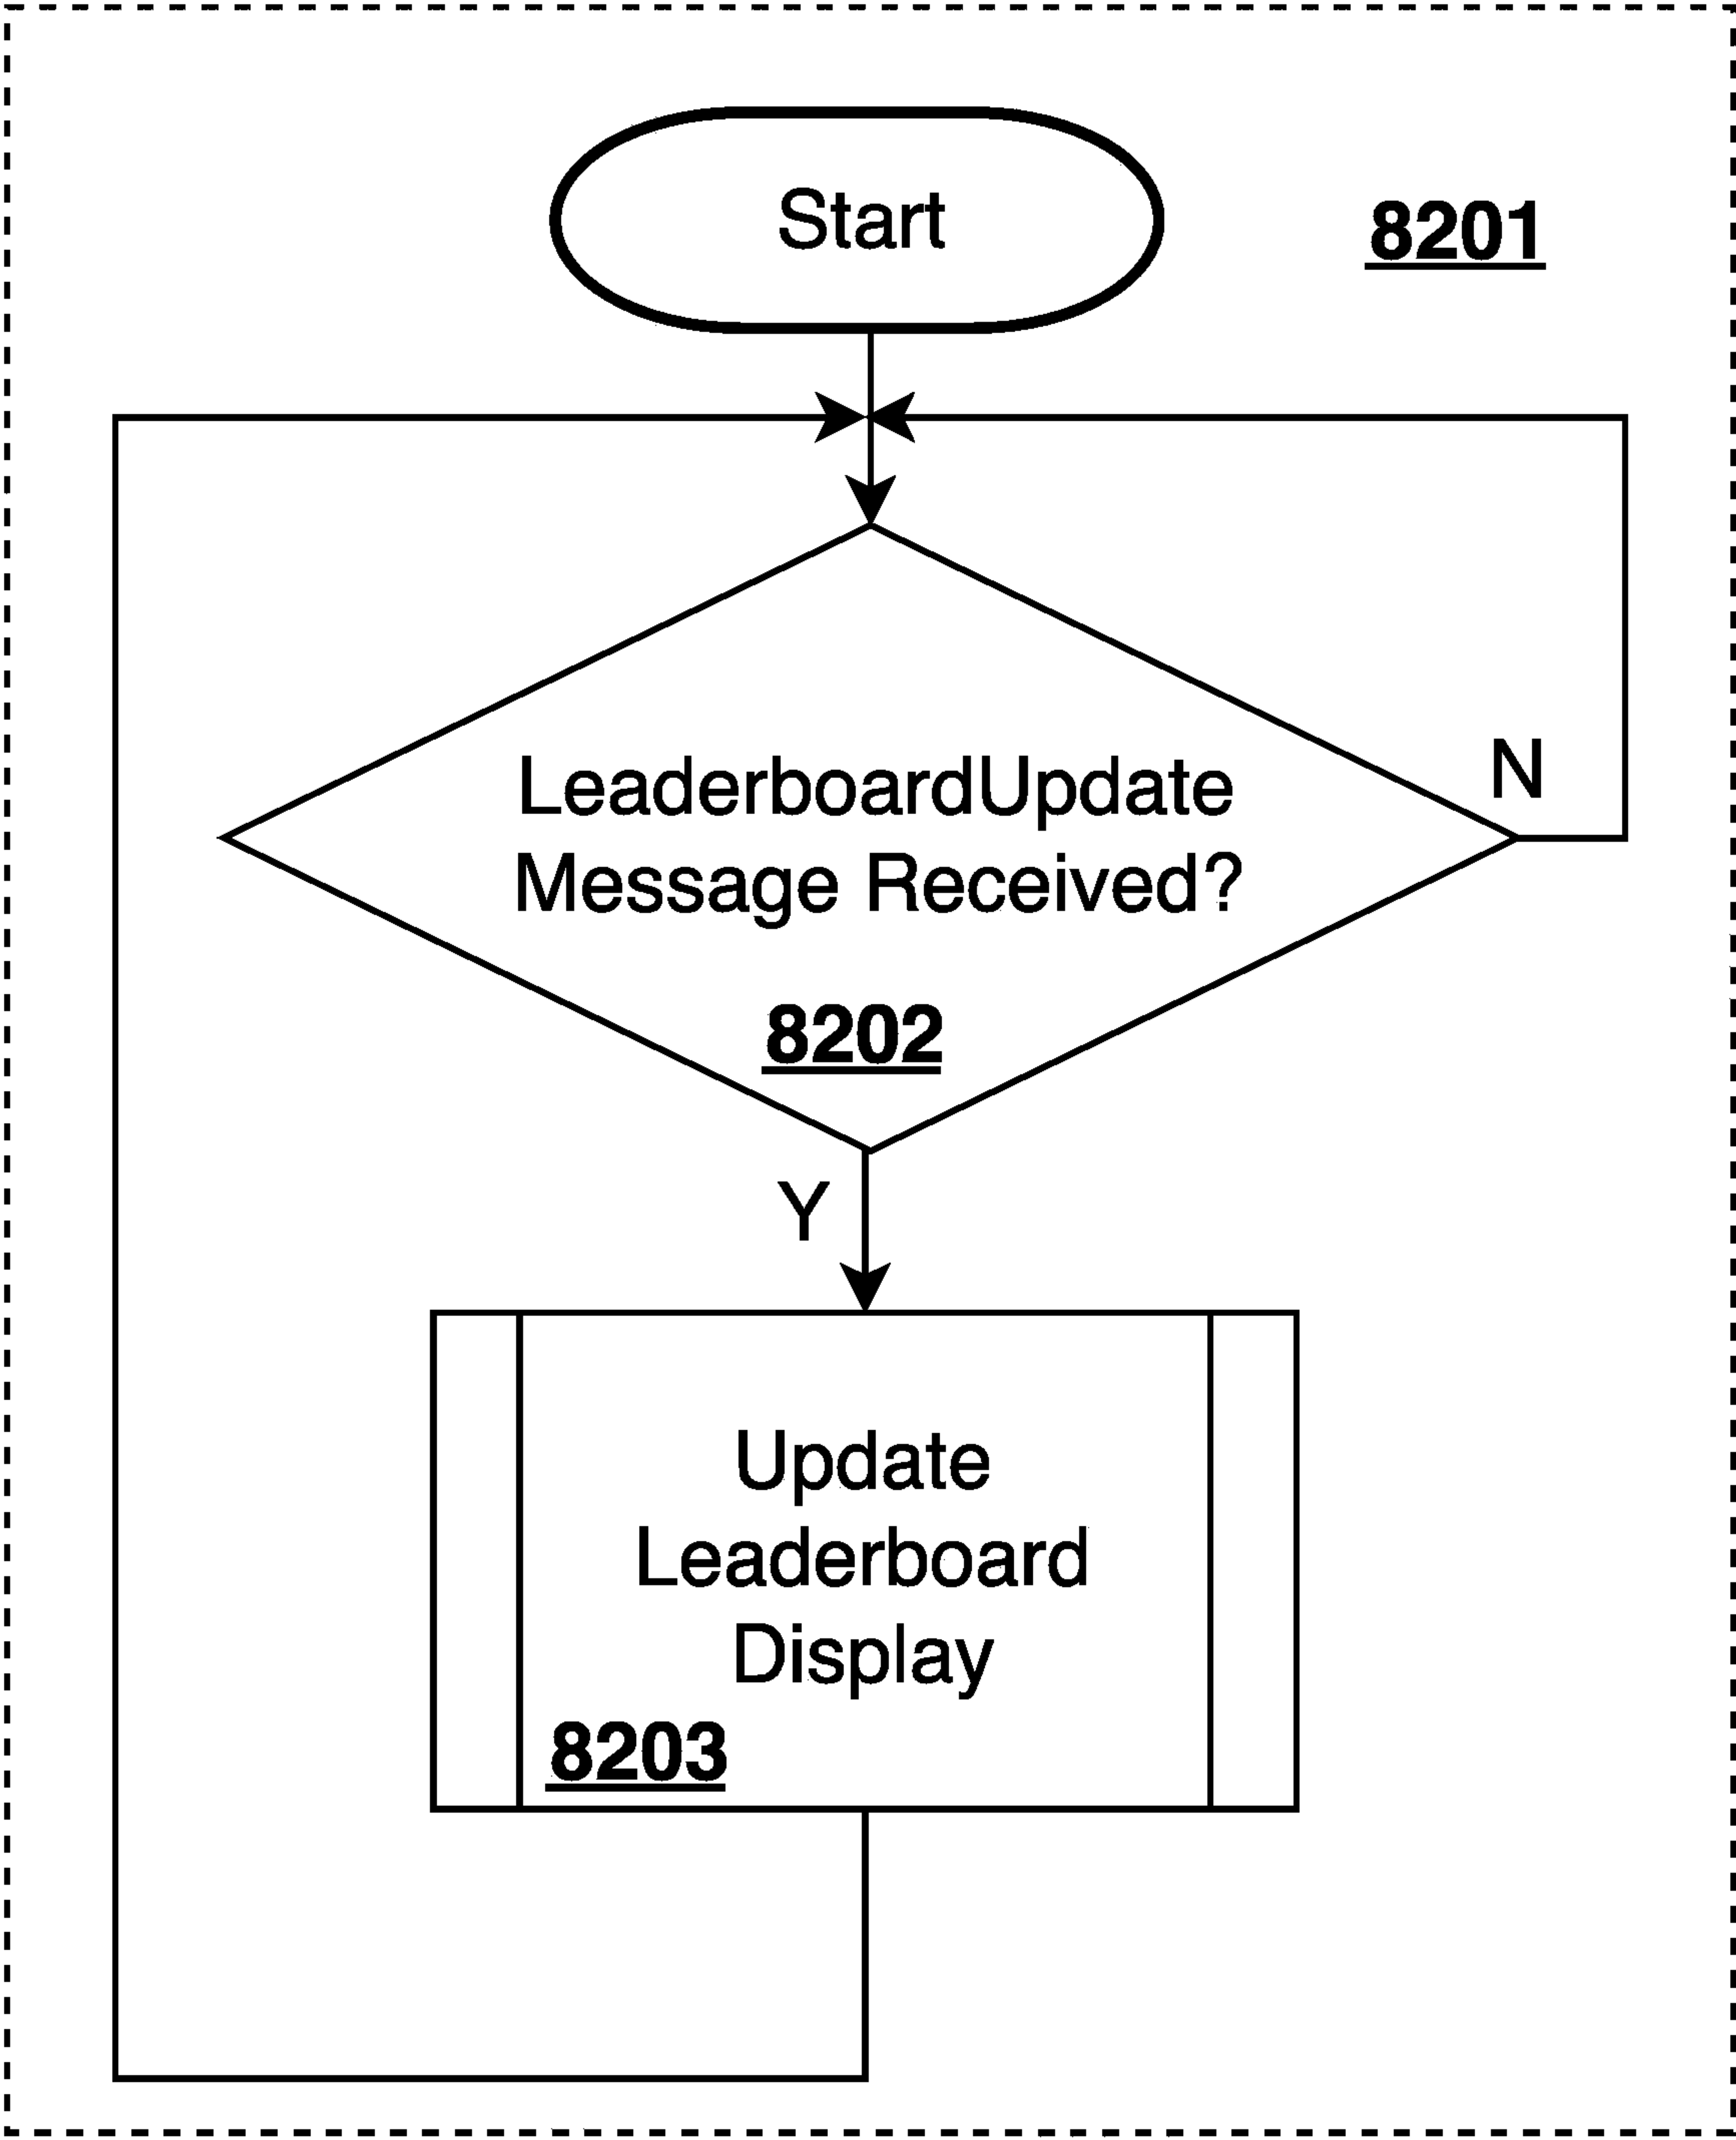 Start
8201
LeaderboardUpdate
Message Received?
N
8202
Y
Update
Leaderboard
Display
8203